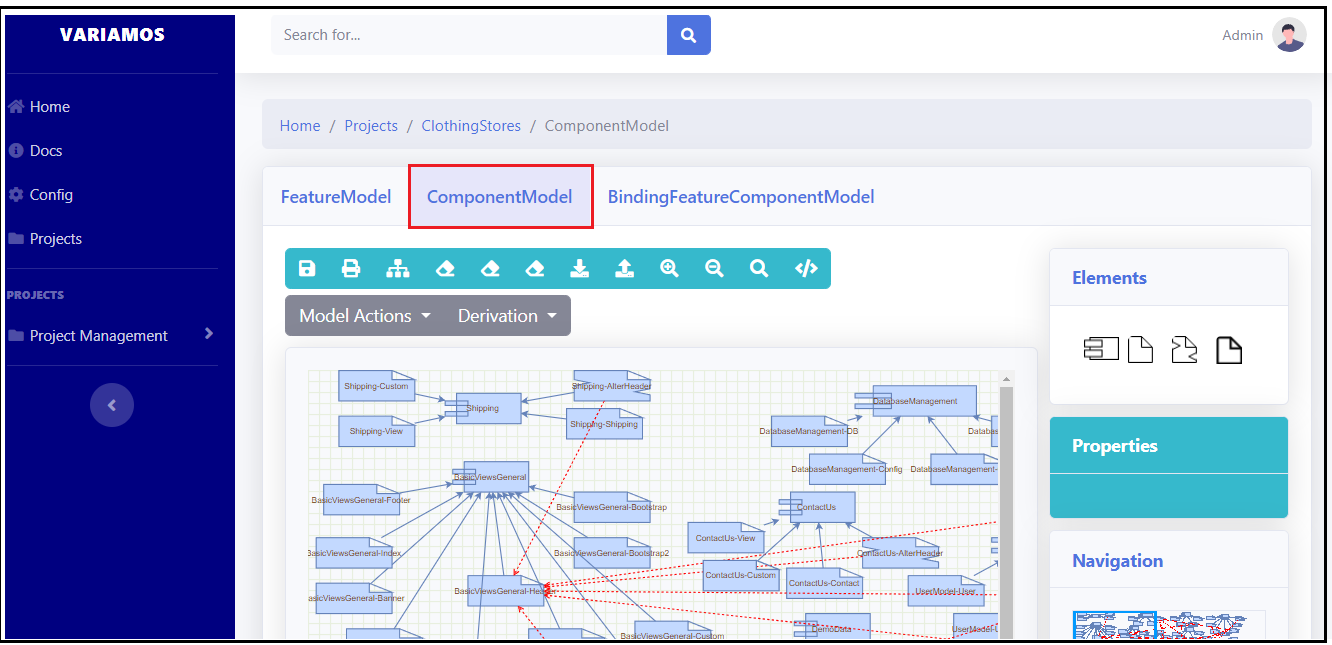 VARIAMOS
Search for...
Admin
Home
Docs
Config
Projects
PROJECTS
Project Management
Home / Projects / ClothingStores / ComponentModel
FeatureModel ComponentModel BindingFeatureComponentModel
Model Actions Derivation
Elements
Properties
Navigation
Shipping-Custom
Shipping-AlterHeader
Shipping
Shipping-View
Shipping-Shipping
DatabaseManagement
DatabaseManagement-DB
Databas
DatabaseManagement-Config
DatabaseManagement-
BasicViewsGeneral
BasicViewsGeneral-Footer
BasicViewsGeneral-Bootstrap
ContactUs
ContactUs-View
BasicViewsGeneral-Index
BasicViewsGeneral-Bootstrap2
ContactUs-AlterHeader
ContactUs-Custom
ContactUs-Contact
BasicViewsGeneral-Hea
UserModel-User
asicViewsGeneral-Banner
DemoData
UserModel-U
BasicViewsGeneral-Custom